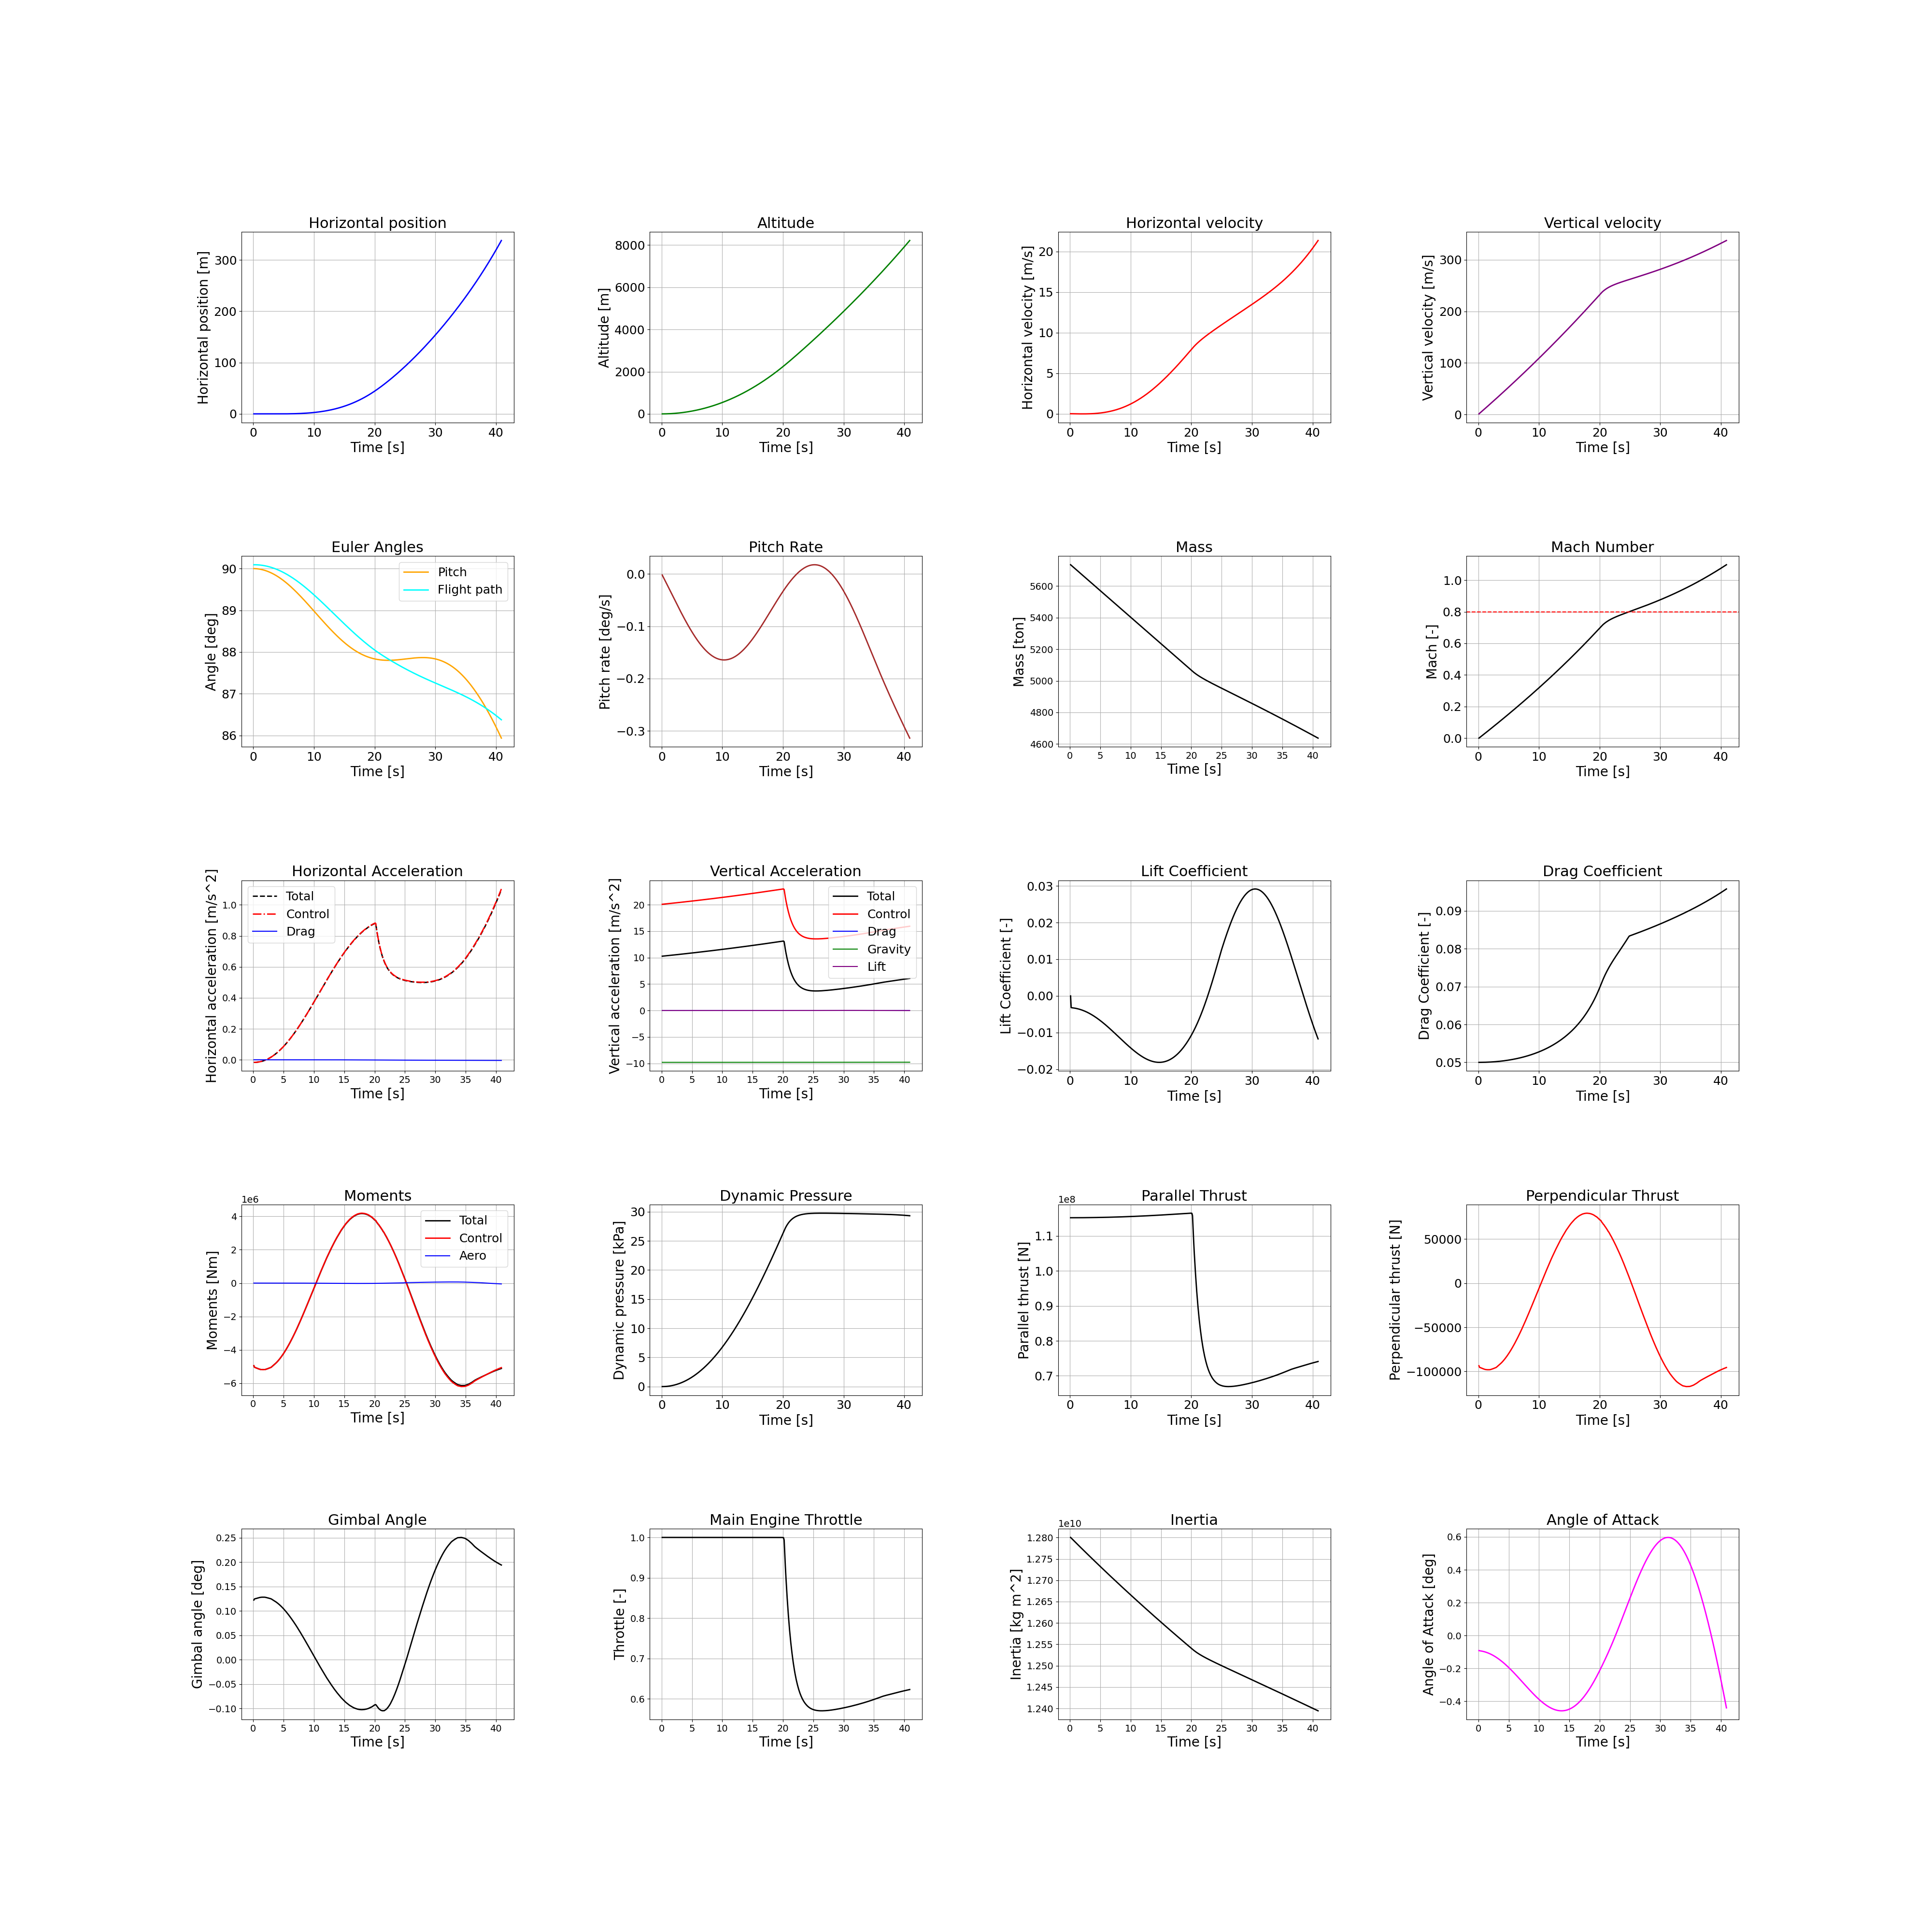 Horizontal position
Horizontal position [m]
300
200
100
0
0 10 20 30 40
Time [s]
Altitude
Altitude [m]
8000
6000
4000
2000
0
0 10 20 30 40
Time [s]
Horizontal velocity
Horizontal velocity [m/s]
20
15
10
5
0
0 10 20 30 40
Time [s]
Vertical velocity
Vertical velocity [m/s]
300
200
100
0
0 10 20 30 40
Time [s]
Euler Angles
Angle [deg]
90
89
88
87
86
Pitch
Flight path
0 10 20 30 40
Time [s]
Pitch Rate
Pitch rate [deg/s]
0.0
−0.1
−0.2
−0.3
0 10 20 30 40
Time [s]
Mass
Mass [ton]
5600
5400
5200
5000
4800
4600
0 5 10 15 20 25 30 35 40
Time [s]
Mach Number
Mach [-]
1.0
0.8
0.6
0.4
0.2
0.0
0 10 20 30 40
Time [s]
Horizontal Acceleration
Horizontal acceleration [m/s^2]
1.0
0.8
0.6
0.4
0.2
0.0
Total
Control
Drag
0 5 10 15 20 25 30 35 40
Time [s]
Vertical Acceleration
Vertical acceleration [m/s^2]
20
15
10
5
0
−5
−10
Total
Control
Drag
Gravity
Lift
0 5 10 15 20 25 30 35 40
Time [s]
Lift Coefficient
Lift Coefficient [-]
0.03
0.02
0.01
0.00
−0.01
−0.02
0 10 20 30 40
Time [s]
Drag Coefficient
Drag Coefficient [-]
0.09
0.08
0.07
0.06
0.05
0 10 20 30 40
Time [s]
Moments
1e6
Moments [Nm]
4
2
0
−2
−4
−6
Total
Control
Aero
0 5 10 15 20 25 30 35 40
Time [s]
Dynamic Pressure
Dynamic pressure [kPa]
30
25
20
15
10
5
0
0 10 20 30 40
Time [s]
Parallel Thrust
1e8
Parallel thrust [N]
1.1
1.0
0.9
0.8
0.7
0 10 20 30 40
Time [s]
Perpendicular Thrust
Perpendicular thrust [N]
50000
0
−50000
−100000
0 10 20 30 40
Time [s]
Gimbal Angle
Gimbal angle [deg]
0.25
0.20
0.15
0.10
0.05
0.00
−0.05
−0.10
0 5 10 15 20 25 30 35 40
Time [s]
Main Engine Throttle
Throttle [-]
1.0
0.9
0.8
0.7
0.6
0 5 10 15 20 25 30 35 40
Time [s]
Inertia
1e10
Inertia [kg m^2]
1.280
1.275
1.270
1.265
1.260
1.255
1.250
1.245
1.240
0 5 10 15 20 25 30 35 40
Time [s]
Angle of Attack
Angle of Attack [deg]
0.6
0.4
0.2
0.0
−0.2
−0.4
0 5 10 15 20 25 30 35 40
Time [s]